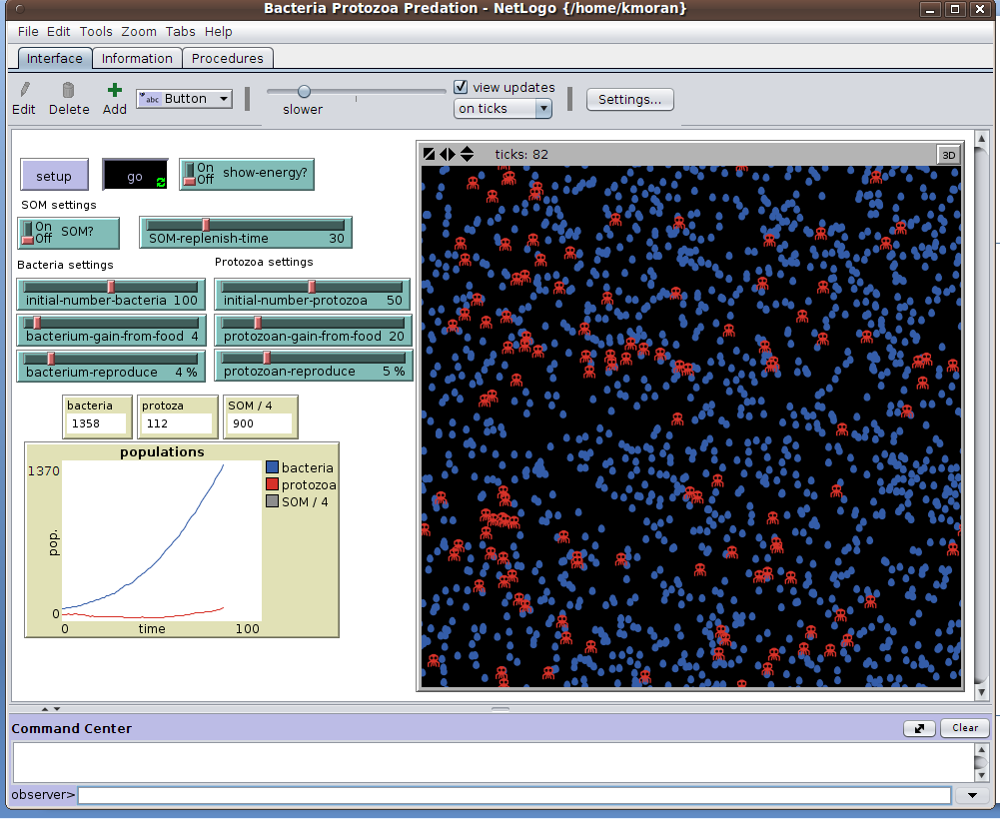 Bacteria Protozoa Predation - NetLogo {/home/kmoran}
File Edit Tools Zoom Tabs Help
Interface Information Procedures
Edit Delete Add abc Button slower view updates on ticks Settings...
ticks: 82 3D
setup go On Off show-energy?
SOM settings
On Off SOM? SOM-replenish-time 30
Bacteria settings Protozoa settings
initial-number-bacteria 100 initial-number-protozoa 50
bacterium-gain-from-food 4 protozoan-gain-from-food 20
bacterium-reproduce 4 % protozoan-reproduce 5 %
bacteria protoza SOM / 4
1358 112 900
populations
1370
pop.
0
0 time 100
bacteria
protozoa
SOM / 4
Command Center Clear
observer>